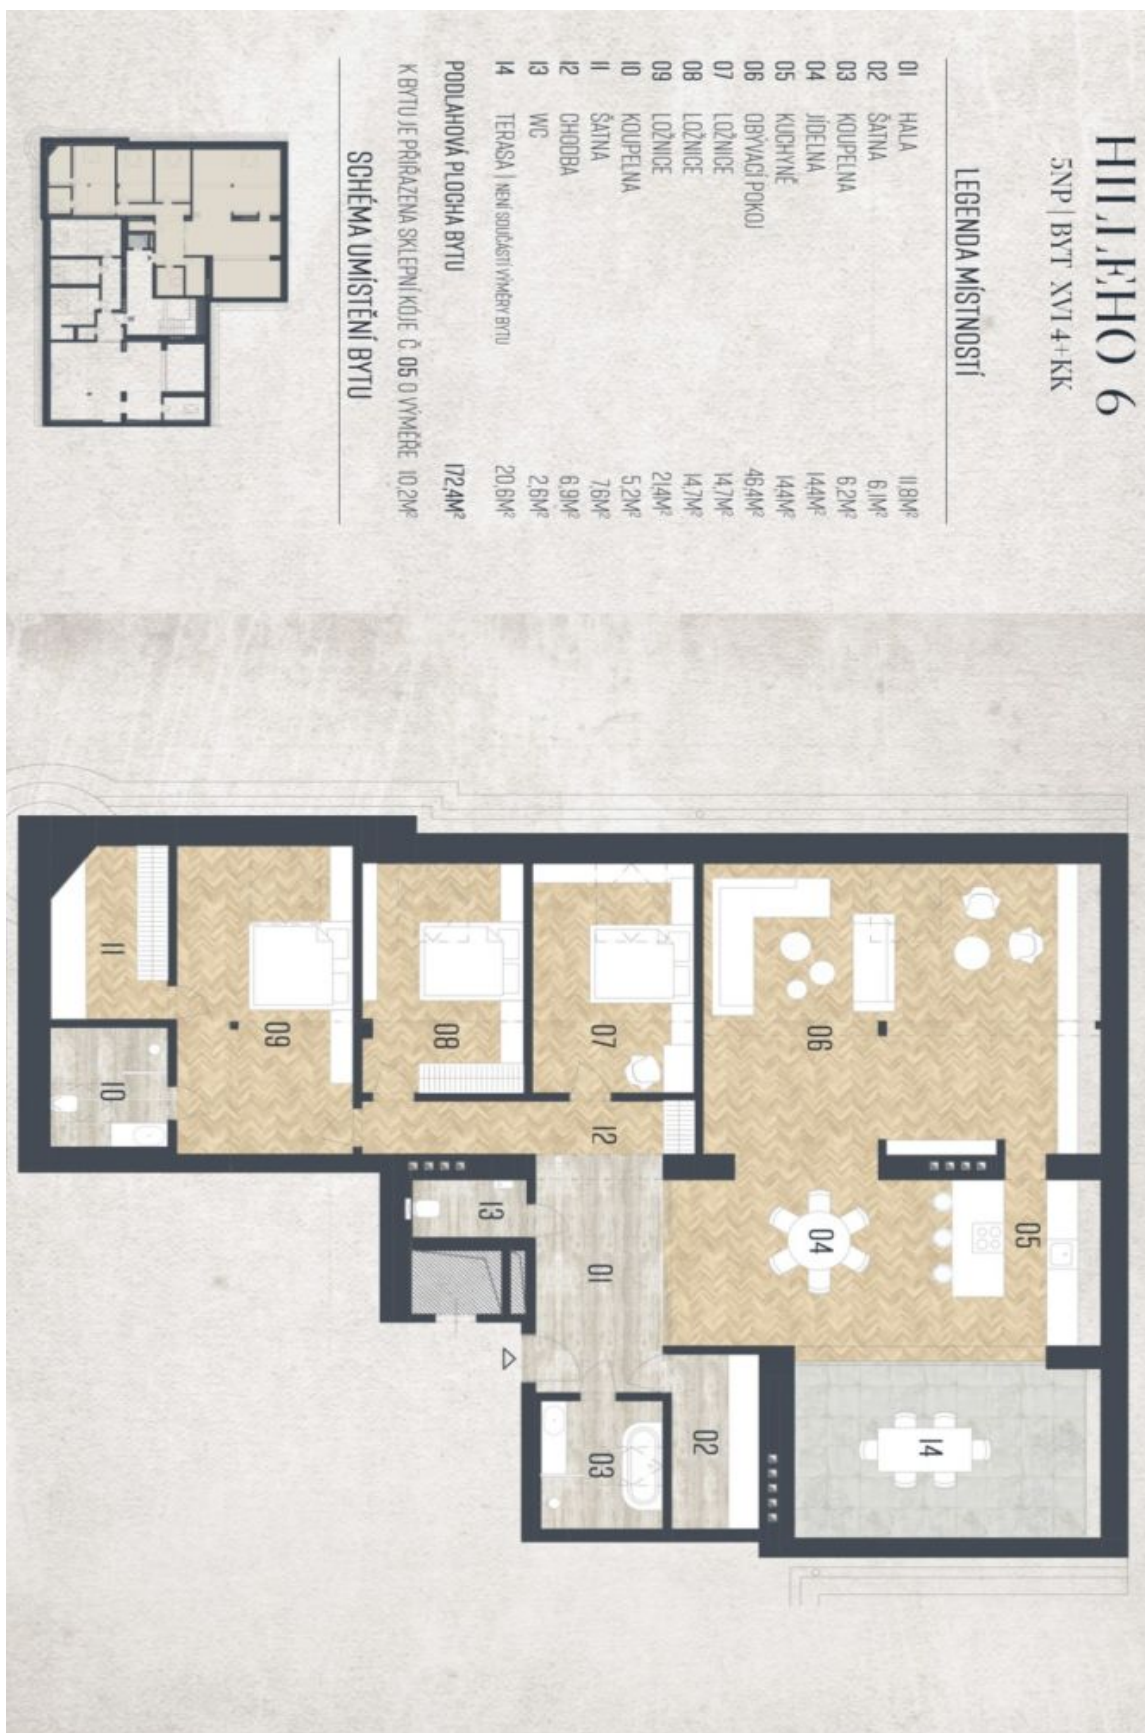 HILLEHO 6
5NP | BYT XVI 4+KK
LEGENDA MÍSTNOSTÍ
01 HALA 11,8M²
02 ŠATNA 6,1M²
03 KOUPELNA 6,2M²
04 JÍDELNA 14,4M²
05 KUCHYNĚ 14,4M²
06 OBÝVACÍ POKOJ 46,4M²
07 LOŽNICE 14,7M²
08 LOŽNICE 14,7M²
09 LOŽNICE 21,4M²
10 KOUPELNA 5,2M²
11 ŠATNA 7,6M²
12 CHODBA 6,9M²
13 WC 2,6M²
14 TERASA | NENÍ SOUČÁSTÍ VÝMĚRY BYTU 20,6M²
PODLAHOVÁ PLOCHA BYTU 172,4M²
K BYTU JE PŘIŘAZENA SKLEPNÍ KÓJE Č. 05 O VÝMĚŘE 10,2M²
SCHÉMA UMÍSTĚNÍ BYTU
05
14
06
04
02
07
12
01
03
08
13
09
11
10